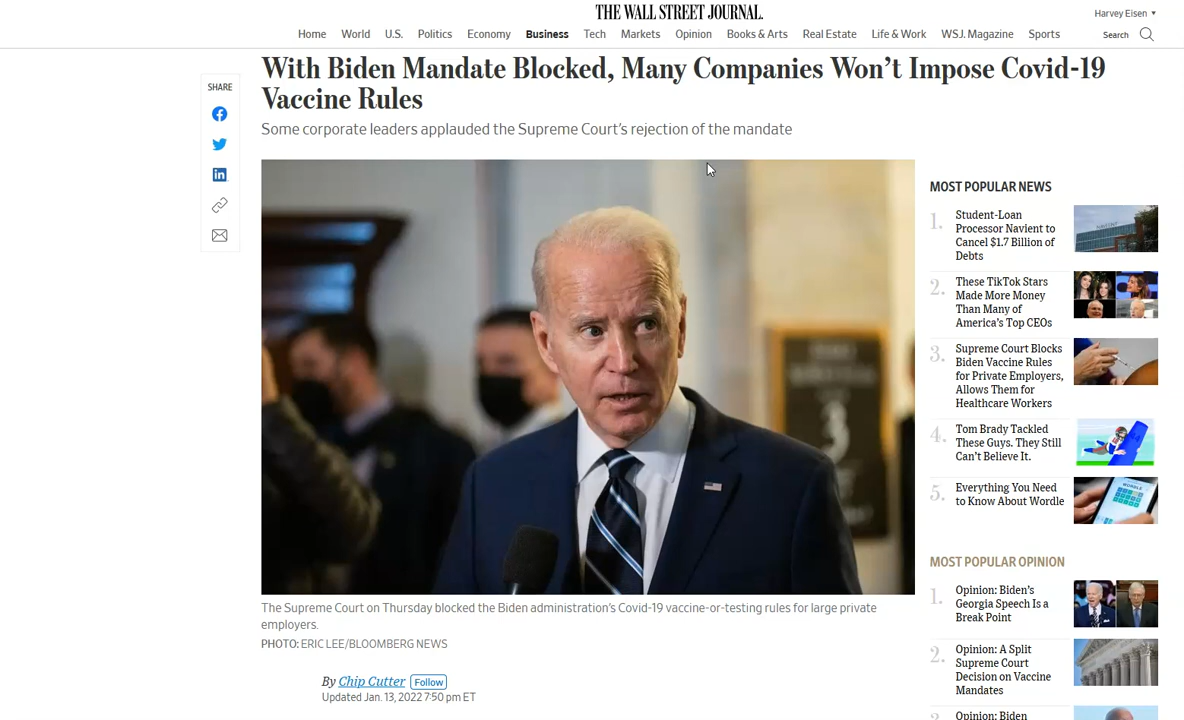 THE WALL STREET JOURNAL.
Harvey Eisen
Home World U.S. Politics Economy Business Tech Markets Opinion Books & Arts Real Estate Life & Work WSJ. Magazine Sports
Search
With Biden Mandate Blocked, Many Companies Won't Impose Covid-19
Vaccine Rules
Some corporate leaders applauded the Supreme Court's rejection of the mandate
SHARE
The Supreme Court on Thursday blocked the Biden administration's Covid-19 vaccine-or-testing rules for large private
employers.
PHOTO: ERIC LEE/BLOOMBERG NEWS
By Chip Cutter Follow
Updated Jan. 13, 2022 7:50 pm ET
MOST POPULAR NEWS
1. Student-Loan
Processor Navient to
Cancel $1.7 Billion of
Debts
2. These TikTok Stars
Made More Money
Than Many of
America's Top CEOs
3. Supreme Court Blocks
Biden Vaccine Rules
for Private Employers,
Allows Them for
Healthcare Workers
4. Tom Brady Tackled
These Guys. They Still
Can't Believe It.
5. Everything You Need
to Know About Wordle
WORDLE
MOST POPULAR OPINION
1. Opinion: Biden's
Georgia Speech Is a
Break Point
2. Opinion: A Split
Supreme Court
Decision on Vaccine
Mandates
Opinion: Biden